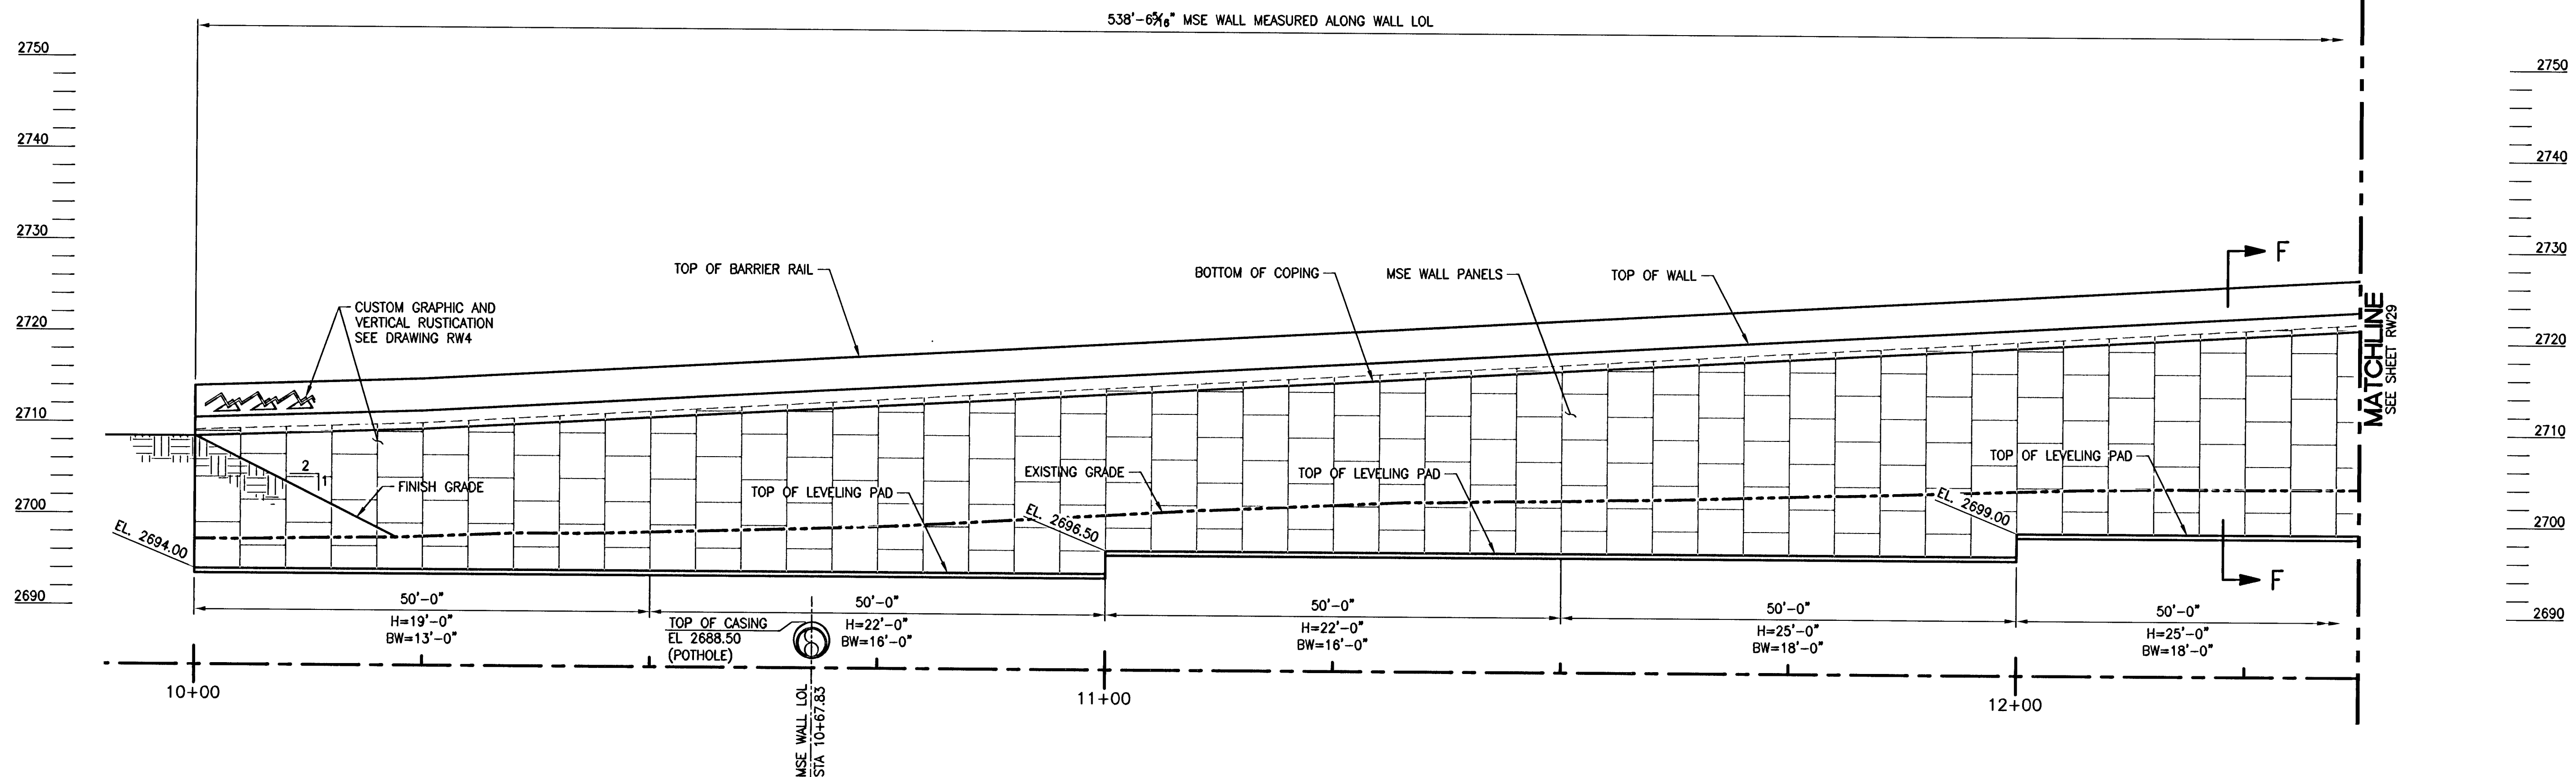 538'-6 5/16" MSE WALL MEASURED ALONG WALL LOL
2750
2740
2730
2720
2710
2700
2690
2750
2740
2730
2720
2710
2700
2690
TOP OF BARRIER RAIL
BOTTOM OF COPING
MSE WALL PANELS
TOP OF WALL
F
CUSTOM GRAPHIC AND
VERTICAL RUSTICATION
SEE DRAWING RW4
MATCHLINE
SEE SHEET RW29
2
1
FINISH GRADE
TOP OF LEVELING PAD
EXISTING GRADE
TOP OF LEVELING PAD
TOP OF LEVELING PAD
EL. 2694.00
EL. 2696.50
EL. 2699.00
F
50'-0"
H=19'-0"
BW=13'-0"
50'-0"
H=22'-0"
BW=16'-0"
50'-0"
H=22'-0"
BW=16'-0"
50'-0"
H=25'-0"
BW=18'-0"
50'-0"
H=25'-0"
BW=18'-0"
TOP OF CASING
EL 2688.50
(POTHOLE)
10+00
11+00
12+00
MSE WALL LOL
STA 10+67.83